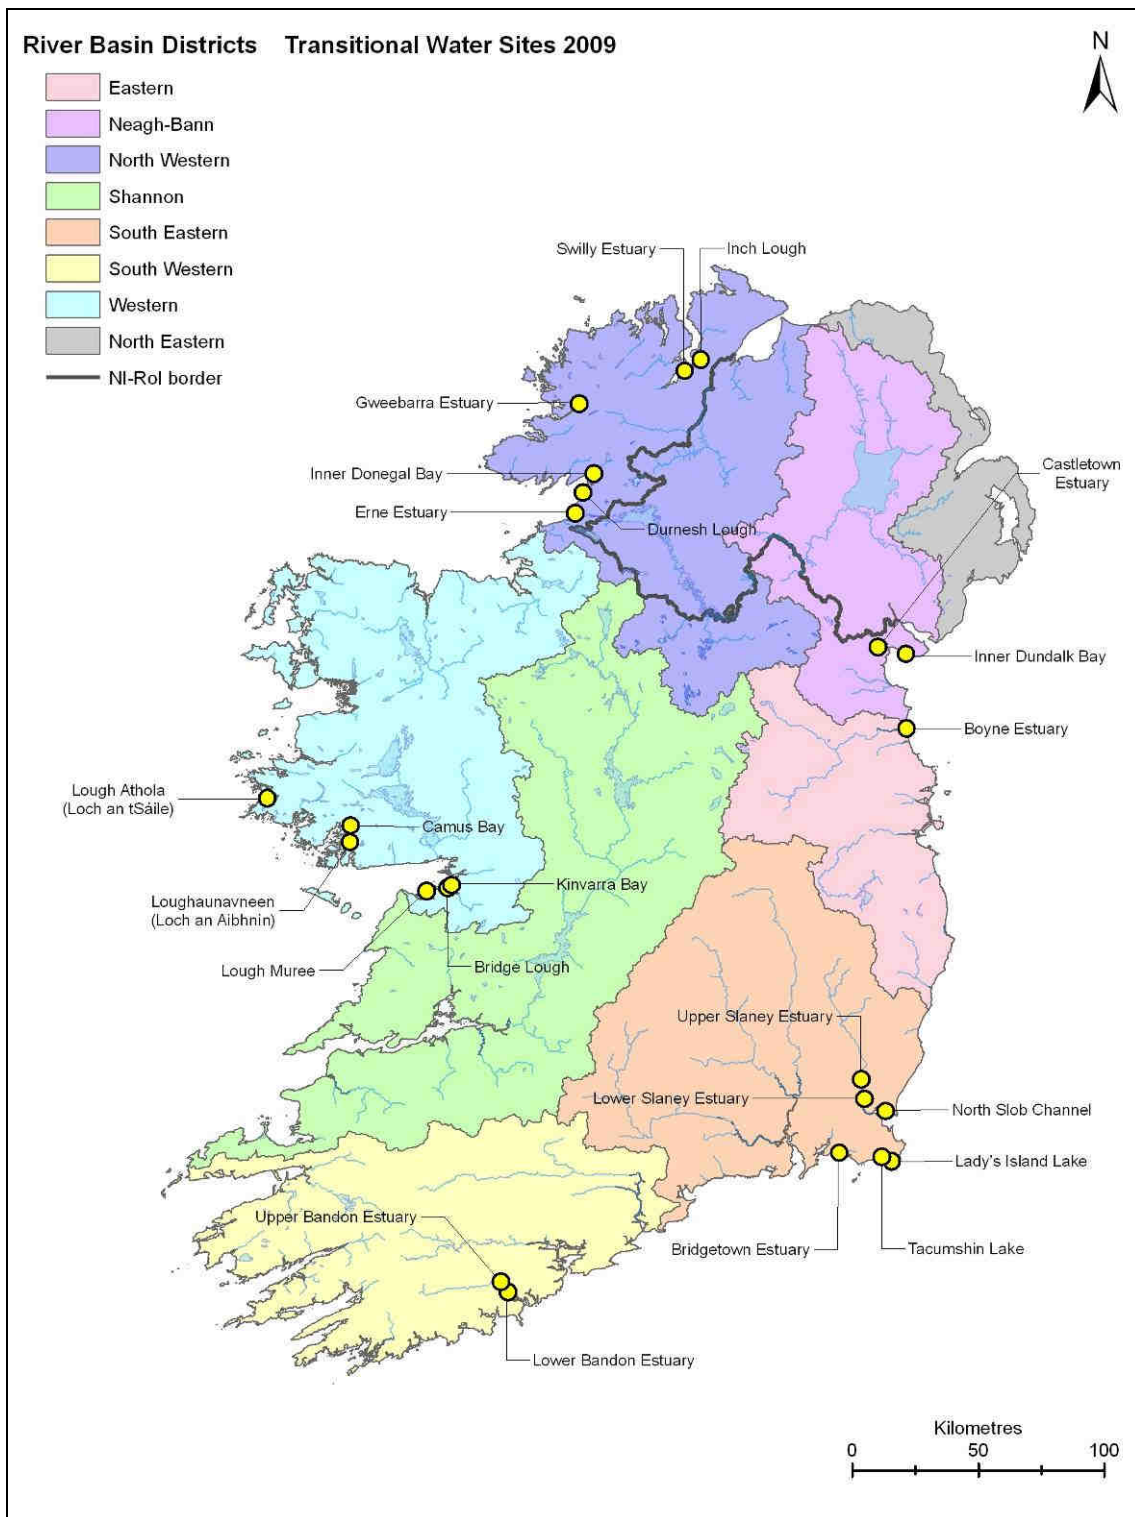 River Basin Districts Transitional Water Sites 2009
N
Eastern
Neagh-Bann
North Western
Shannon
South Eastern
South Western
Western
North Eastern
NI-RoI border
Swilly Estuary
Inch Lough
Gweebarra Estuary
Inner Donegal Bay
Castletown
Estuary
Erne Estuary
Durnesh Lough
Inner Dundalk Bay
Boyne Estuary
Lough Athola
(Loch an tSáile)
Camus Bay
Kinvarra Bay
Loughaunavneen
(Loch an Aibhnin)
Lough Muree
Bridge Lough
Upper Slaney Estuary
Lower Slaney Estuary
North Slob Channel
Lady's Island Lake
Upper Bandon Estuary
Bridgetown Estuary
Tacumshin Lake
Lower Bandon Estuary
Kilometres
0 50 100